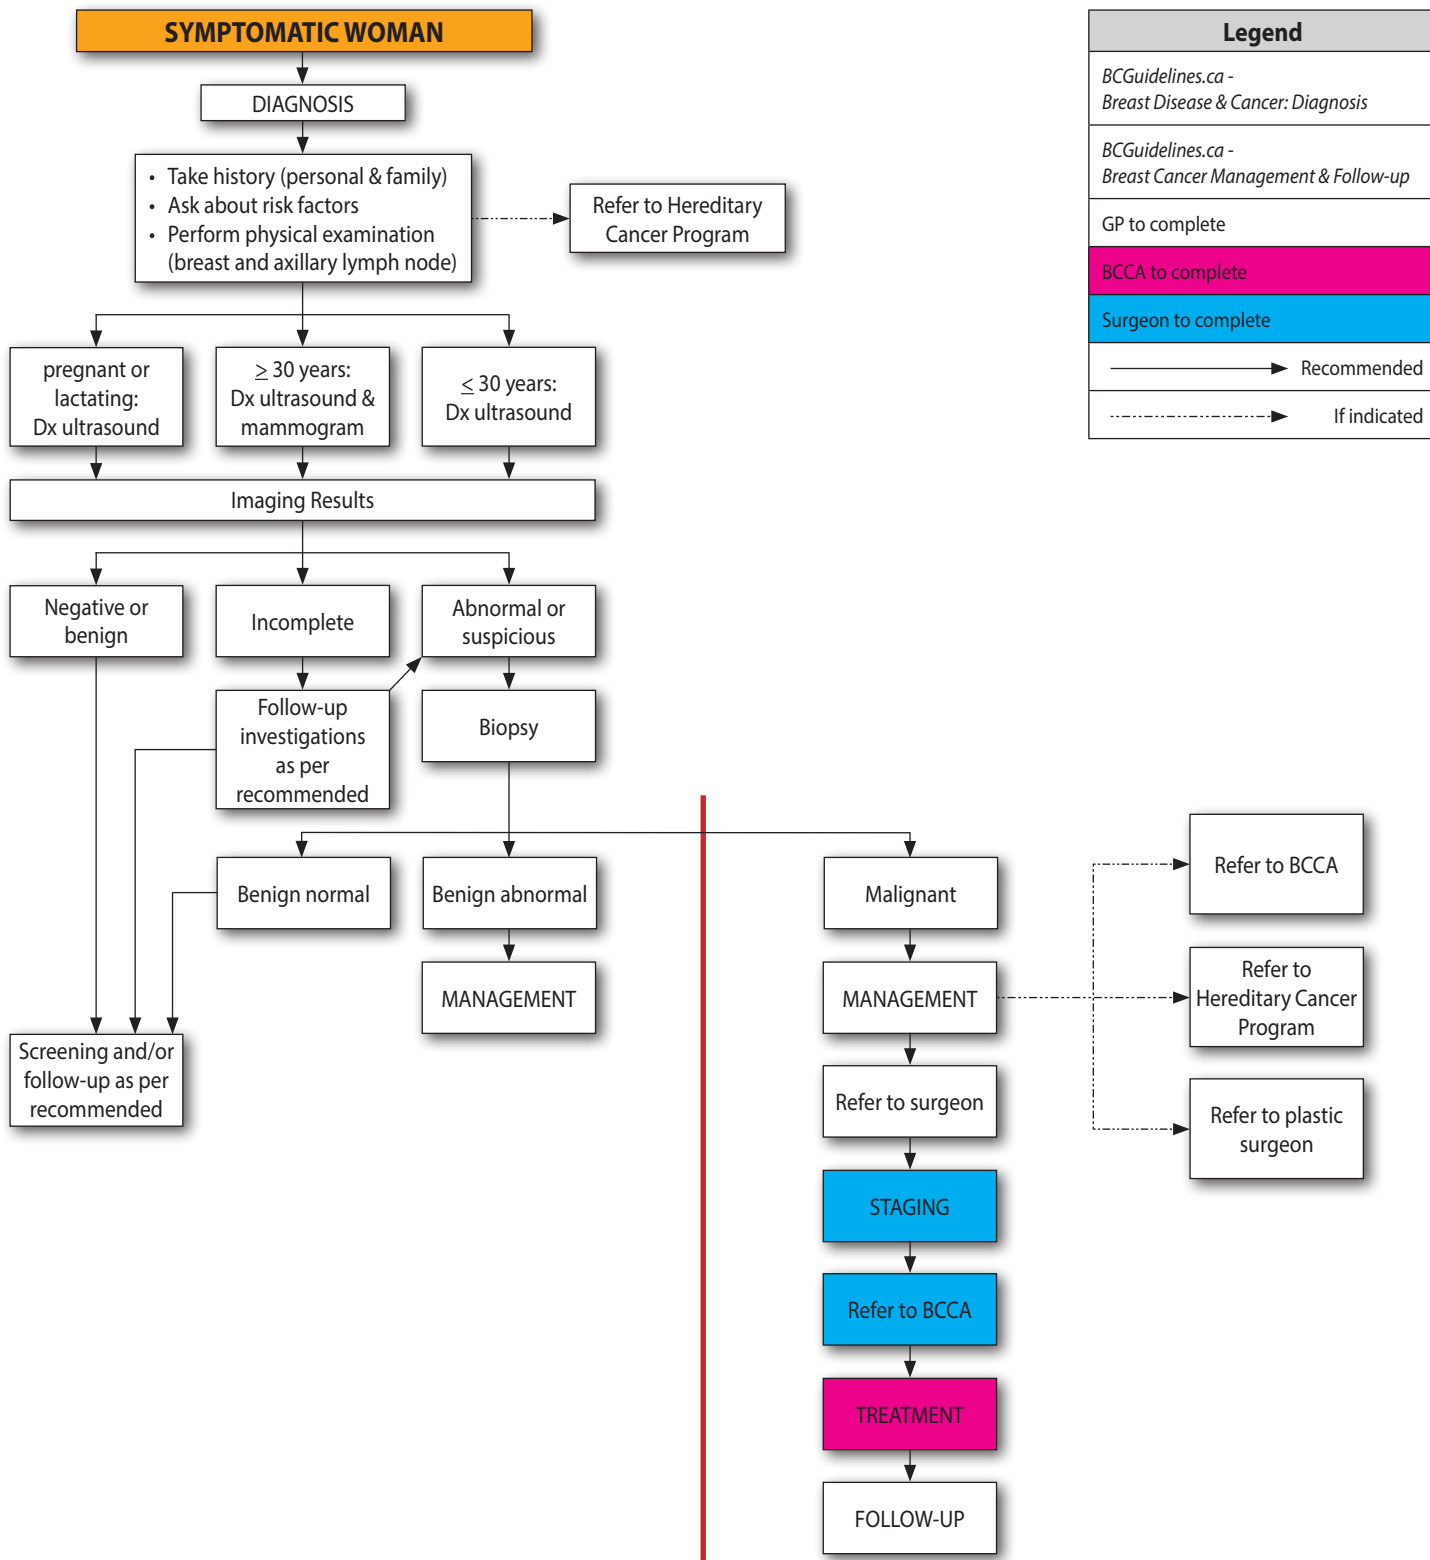 SYMPTOMATIC WOMAN
DIAGNOSIS
• Take history (personal & family)
• Ask about risk factors
• Perform physical examination
(breast and axillary lymph node)
Refer to Hereditary
Cancer Program
pregnant or
lactating:
Dx ultrasound
≥ 30 years:
Dx ultrasound &
mammogram
≤ 30 years:
Dx ultrasound
Imaging Results
Negative or
benign
Incomplete
Abnormal or
suspicious
Follow-up
investigations
as per
recommended
Biopsy
Benign normal
Benign abnormal
MANAGEMENT
Screening and/or
follow-up as per
recommended
Malignant
MANAGEMENT
Refer to surgeon
STAGING
Refer to BCCA
TREATMENT
FOLLOW-UP
Refer to BCCA
Refer to
Hereditary Cancer
Program
Refer to plastic
surgeon
Legend
BCGuidelines.ca -
Breast Disease & Cancer: Diagnosis
BCGuidelines.ca -
Breast Cancer Management & Follow-up
GP to complete
BCCA to complete
Surgeon to complete
Recommended
If indicated